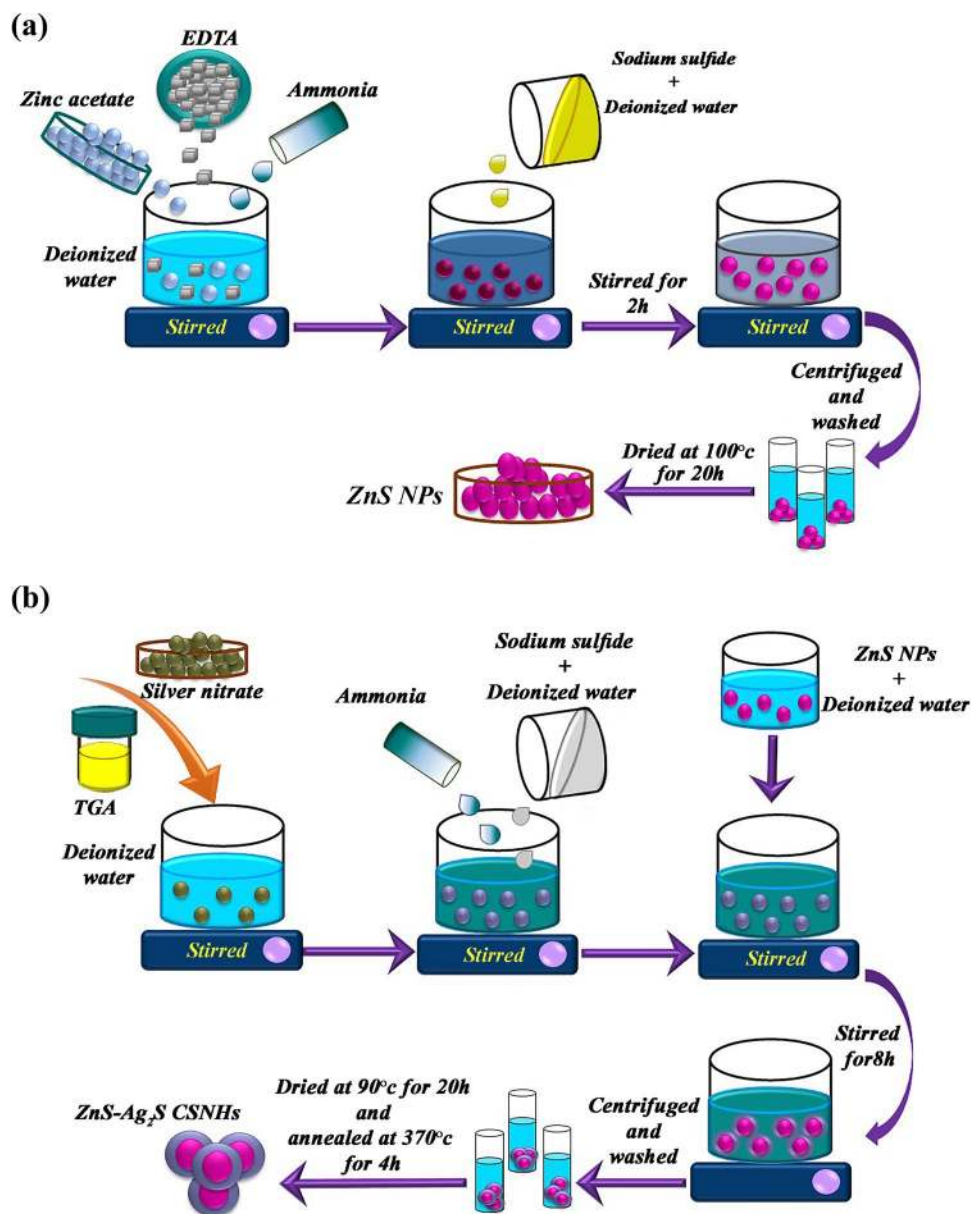 (a)
EDTA
Zinc acetate
Ammonia
Sodium sulfide
+
Deionized water
Deionized
water
Stirred
Stirred
Stirred for
2h
Stirred
Centrifuged
and
washed
Dried at 100°c
for 20h
ZnS NPs
(b)
Silver nitrate
TGA
Deionized
water
Ammonia
Sodium sulfide
+
Deionized water
ZnS NPs
+
Deionized water
Stirred
Stirred
Stirred
Stirred
for8h
Centrifuged
and
washed
Dried at 90°c for 20h
and
annealed at 370°c
for 4h
ZnS-Ag₂S CSNHs